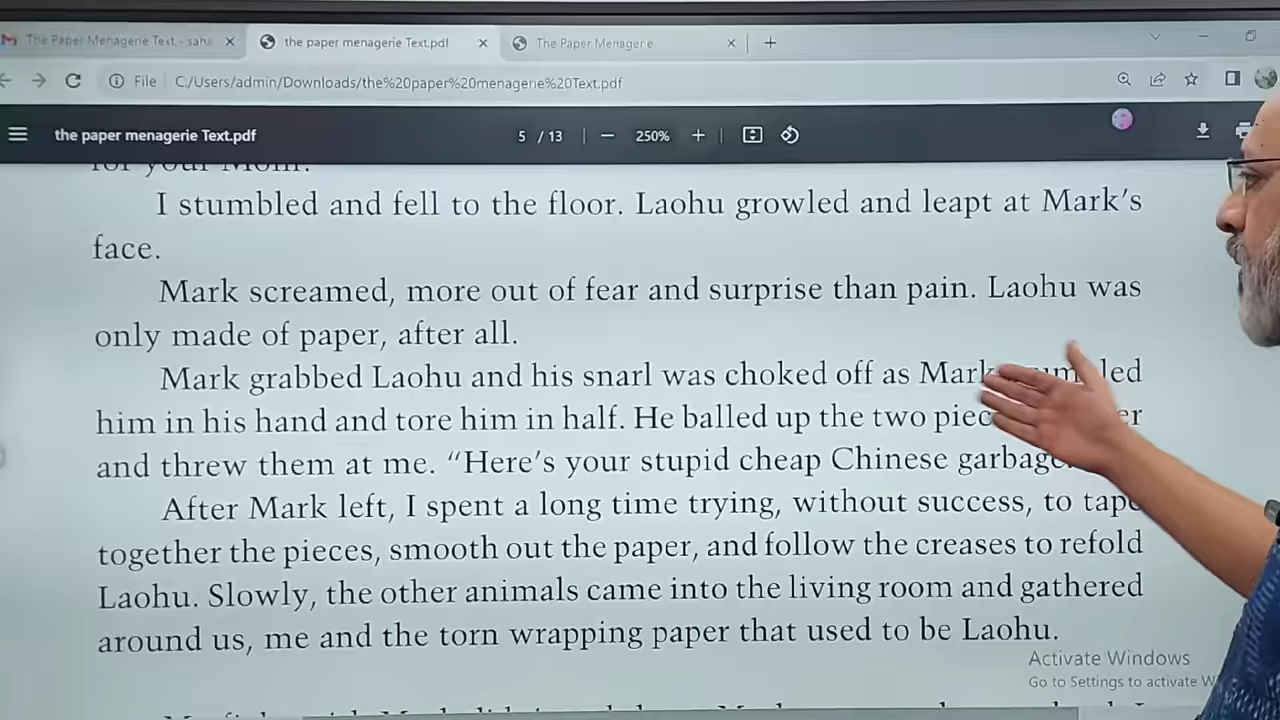 The Paper Menagerie Text - saha
the paper menagerie Text.pdf
The Paper Menagerie
File C:/Users/admin/Downloads/the%20paper%20menagerie%20Text.pdf
the paper menagerie Text.pdf
5 / 13
250%
for your Mom.
I stumbled and fell to the floor. Laohu growled and leapt at Mark's
face.
Mark screamed, more out of fear and surprise than pain. Laohu was
only made of paper, after all.
Mark grabbed Laohu and his snarl was choked off as Mark
him in his hand and tore him in half. He balled up the two
and threw them at me. “Here's your stupid cheap Chinese garbage.
After Mark left, I spent a long time trying, without success, to tape
together the pieces, smooth out the paper, and follow the creases to refold
Laohu. Slowly, the other animals came into the living room and gathered
around us, me and the torn wrapping paper that used to be Laohu.
Activate Windows
Go to Settings to activate